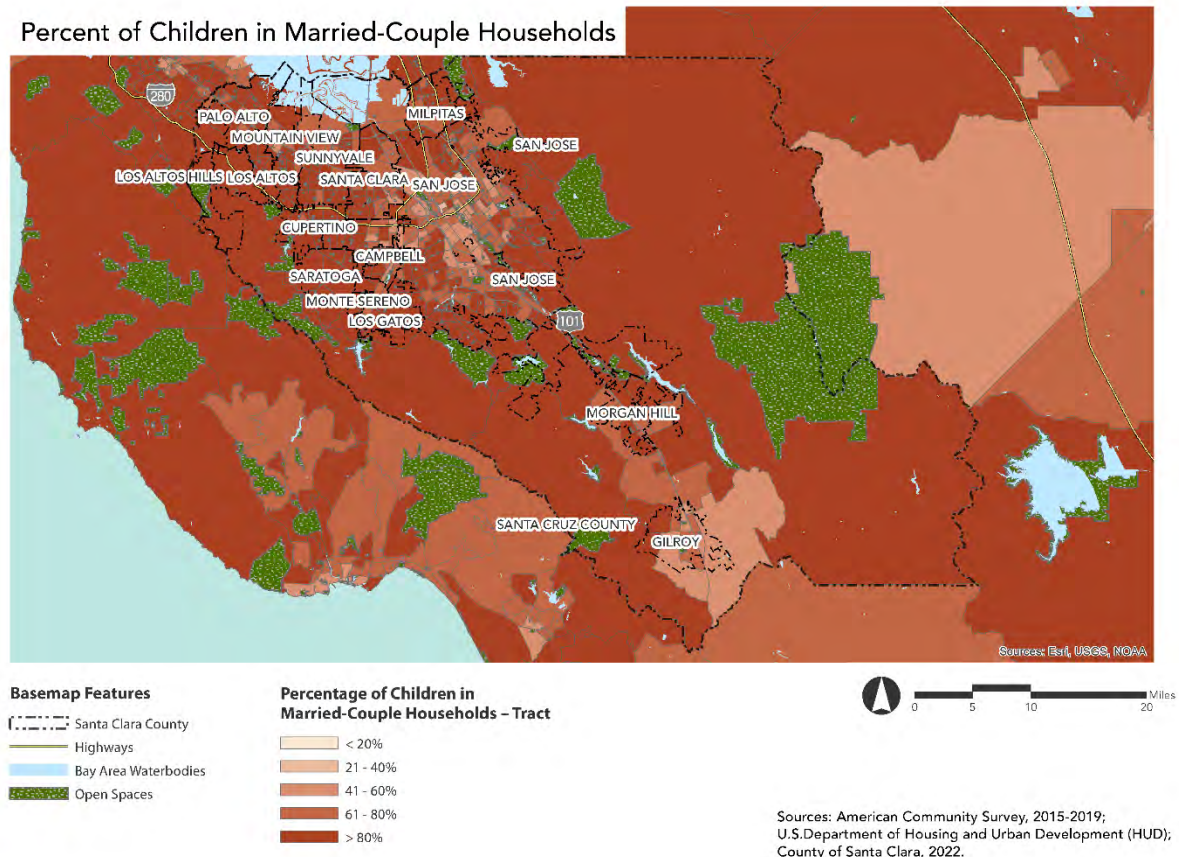 Percent of Children in Married-Couple Households
280
PALO ALTO
MILPITAS
MOUNTAIN VIEW
SAN JOSE
SUNNYVALE
LOS ALTOS HILLS
LOS ALTOS
SANTA CLARA
SAN JOSE
CUPERTINO
CAMPBELL
SARATOGA
SAN JOSE
MONTE SERENO
LOS GATOS
101
MORGAN HILL
SANTA CRUZ COUNTY
GILROY
Sources: Esri, USGS, NOAA
Basemap Features
Santa Clara County
Highways
Bay Area Waterbodies
Open Spaces
Percentage of Children in
Married-Couple Households – Tract
< 20%
21 - 40%
41 - 60%
61 - 80%
> 80%
Miles
0 5 10 20
Sources: American Community Survey, 2015-2019;
U.S.Department of Housing and Urban Development (HUD);
County of Santa Clara, 2022.